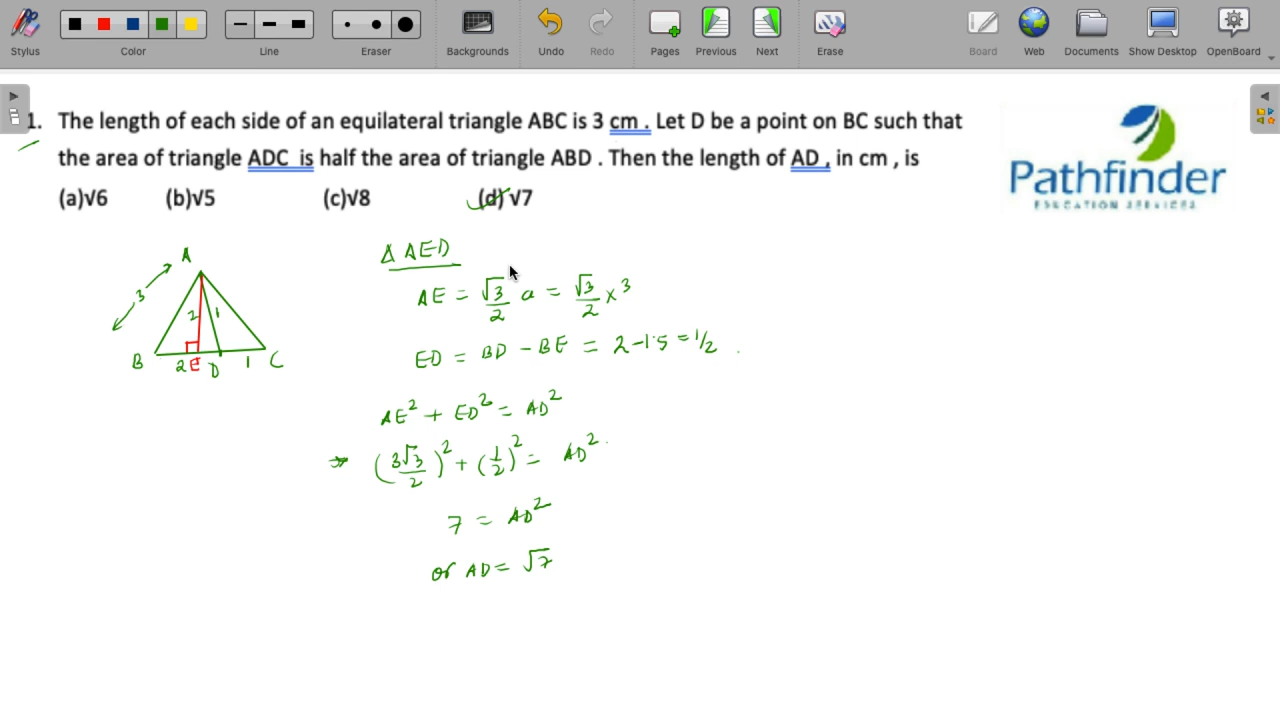 Stylus
Color
Line
Eraser
Backgrounds
Undo
Redo
Pages
Previous
Next
Erase
Board
Web
Documents
Show Desktop
OpenBoard
1. The length of each side of an equilateral triangle ABC is 3 cm . Let D be a point on BC such that
the area of triangle ADC is half the area of triangle ABD . Then the length of AD , in cm , is
(a)√6 (b)√5 (c)√8 (d)√7
Pathfinder
EDUCATION SERVICES
A
3
2 1
B 2 E D 1 C
Δ AED
AE = √3/2 a = √3/2 × 3
ED = BD − BE = 2 − 1.5 = 1/2
AE² + ED² = AD²
⇒ (3√3/2)² + (1/2)² = AD²
7 = AD²
or AD = √7